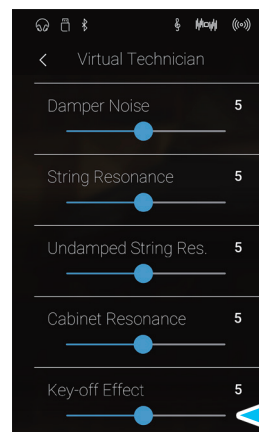 Virtual Technician
Damper Noise 5
String Resonance 5
Undamped String Res. 5
Cabinet Resonance 5
Key-off Effect 5